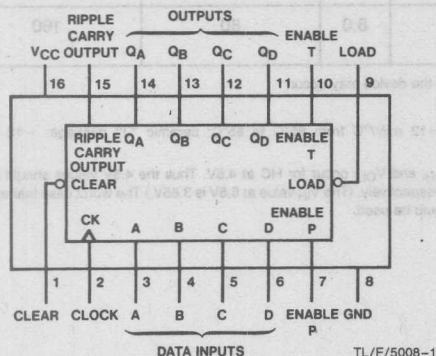 RIPPLE OUTPUTS
CARRY ENABLE
VCC OUTPUT QA QB QC QD T LOAD
16 15 14 13 12 11 10 9
RIPPLE QA QB QC QD ENABLE
CARRY T
OUTPUT
CLEAR LOAD
CK ENABLE
A B C D P
1 2 3 4 5 6 7 8
CLEAR CLOCK A B C D ENABLE GND
P
DATA INPUTS TL/F/5008-1